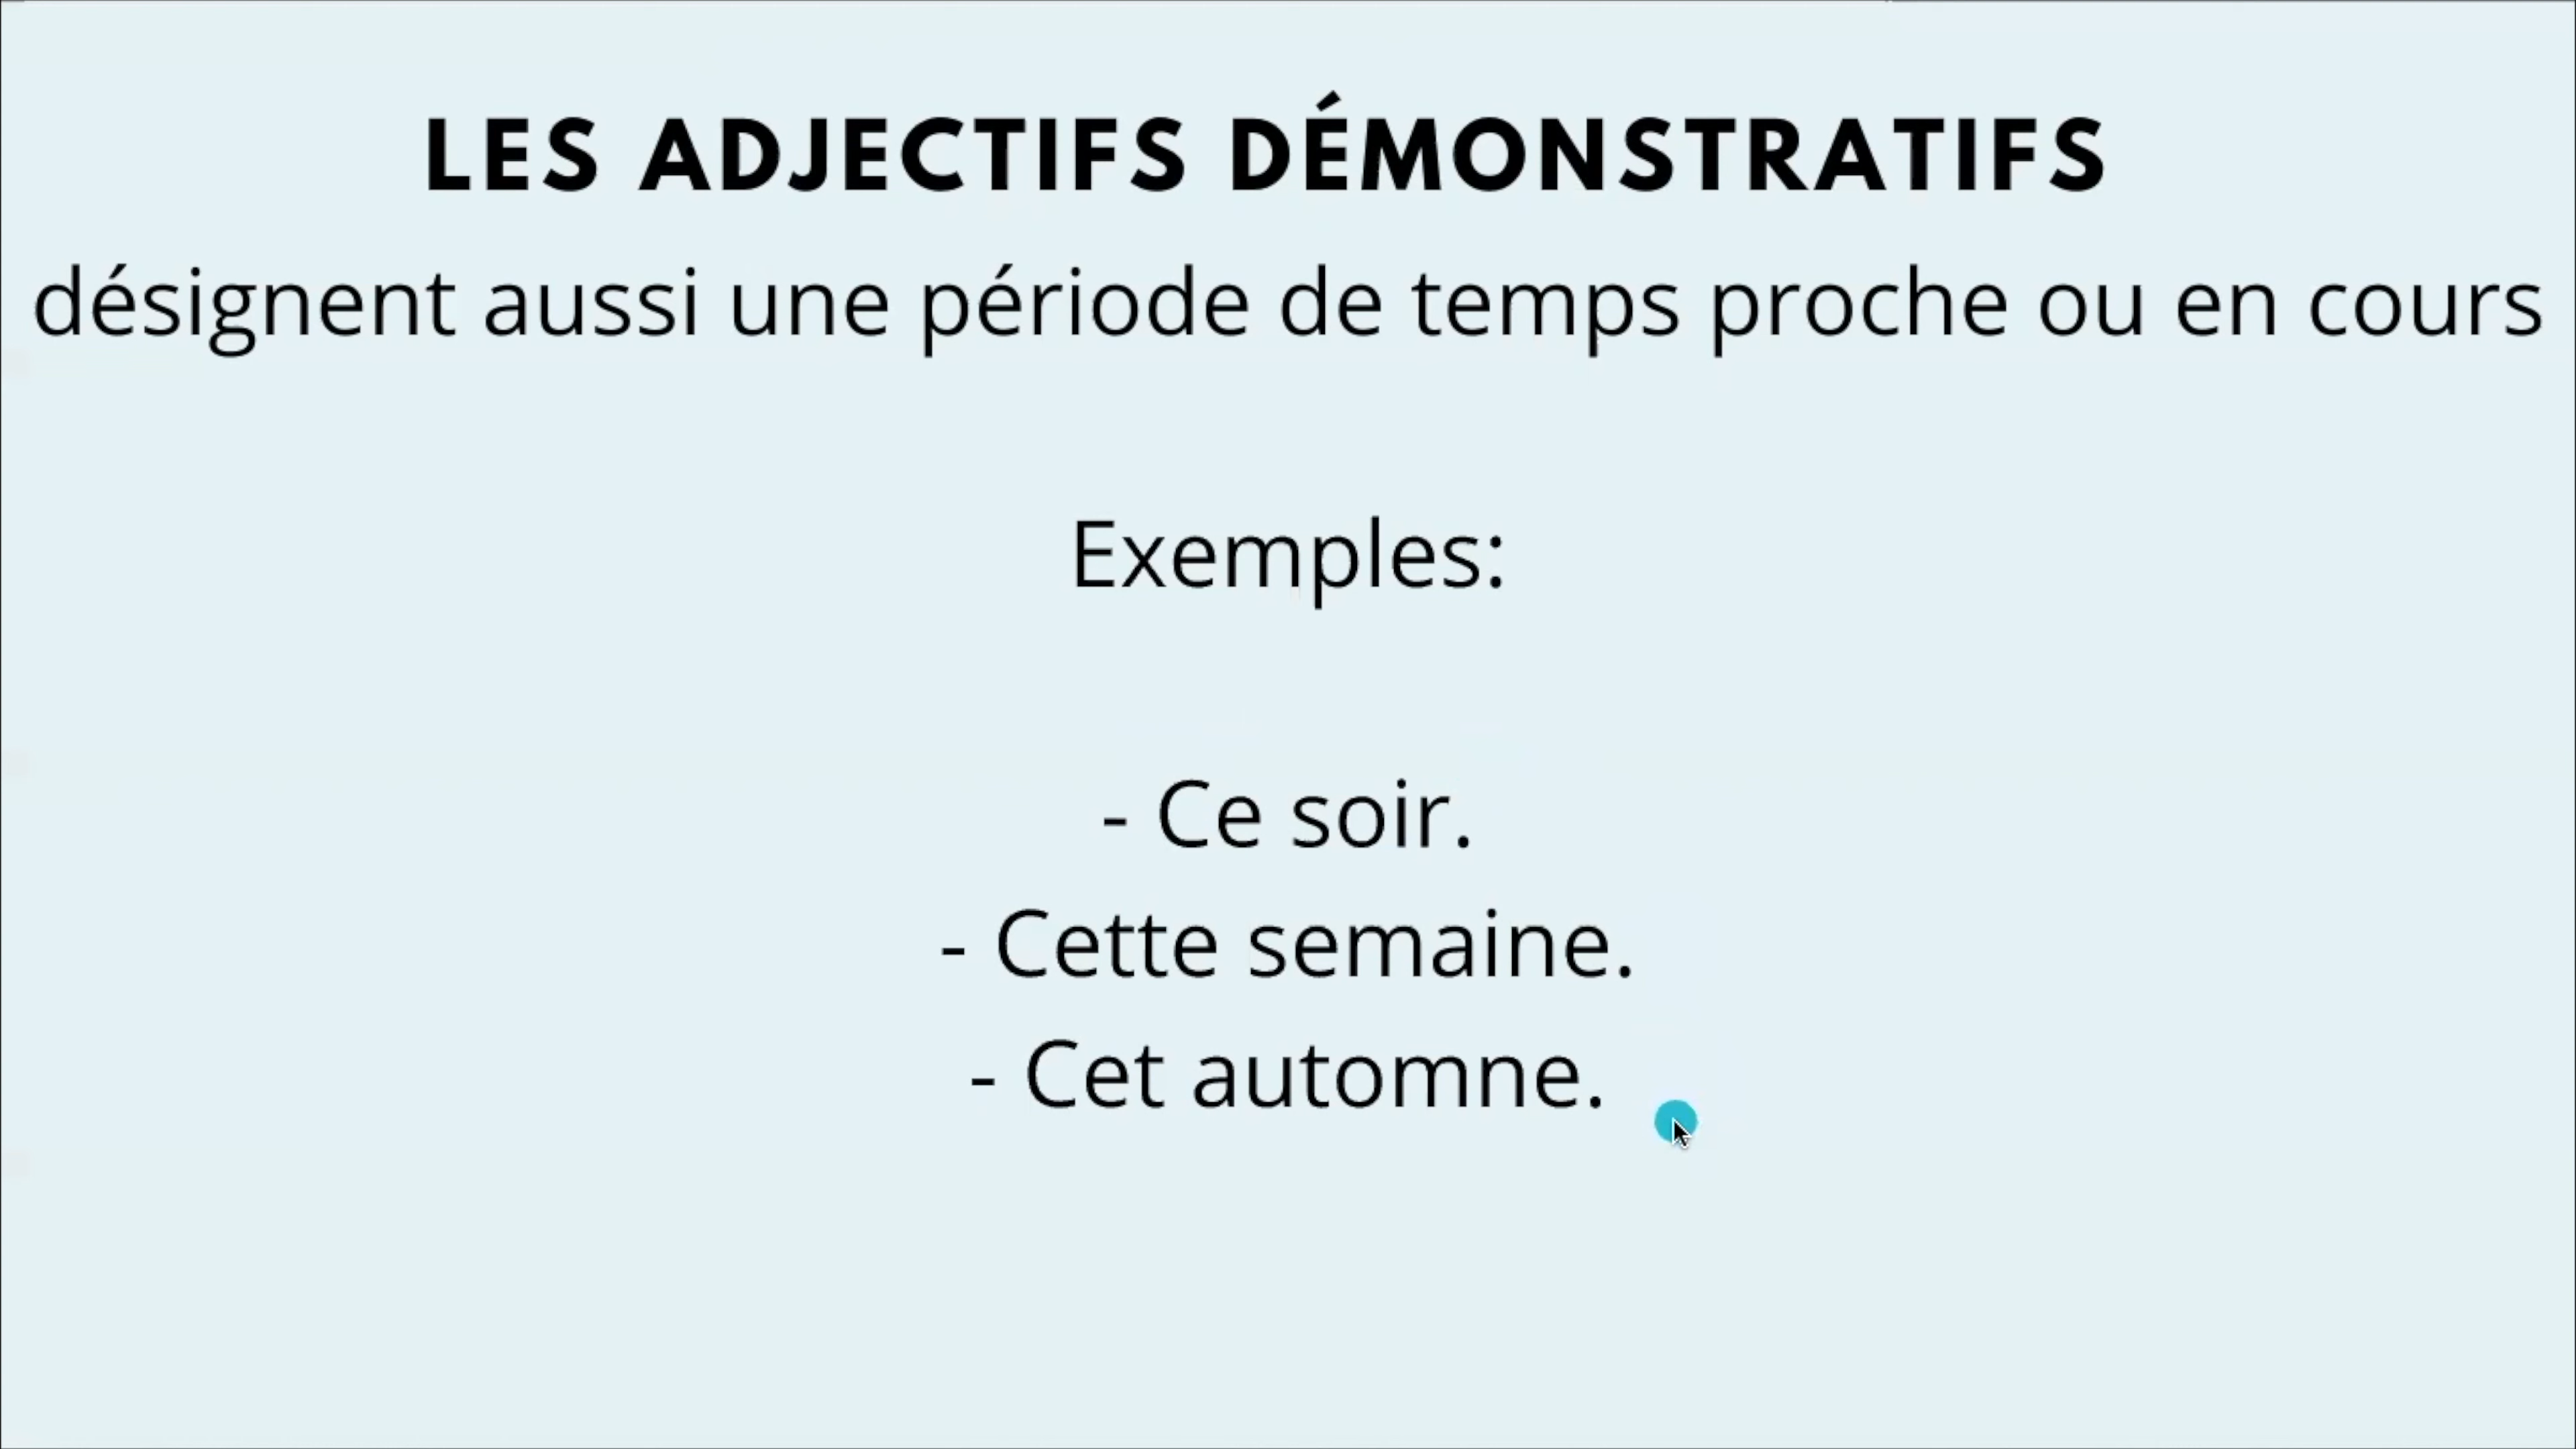 LES ADJECTIFS DÉMONSTRATIFS
désignent aussi une période de temps proche ou en cours
Exemples:
- Ce soir.
- Cette semaine.
- Cet automne.